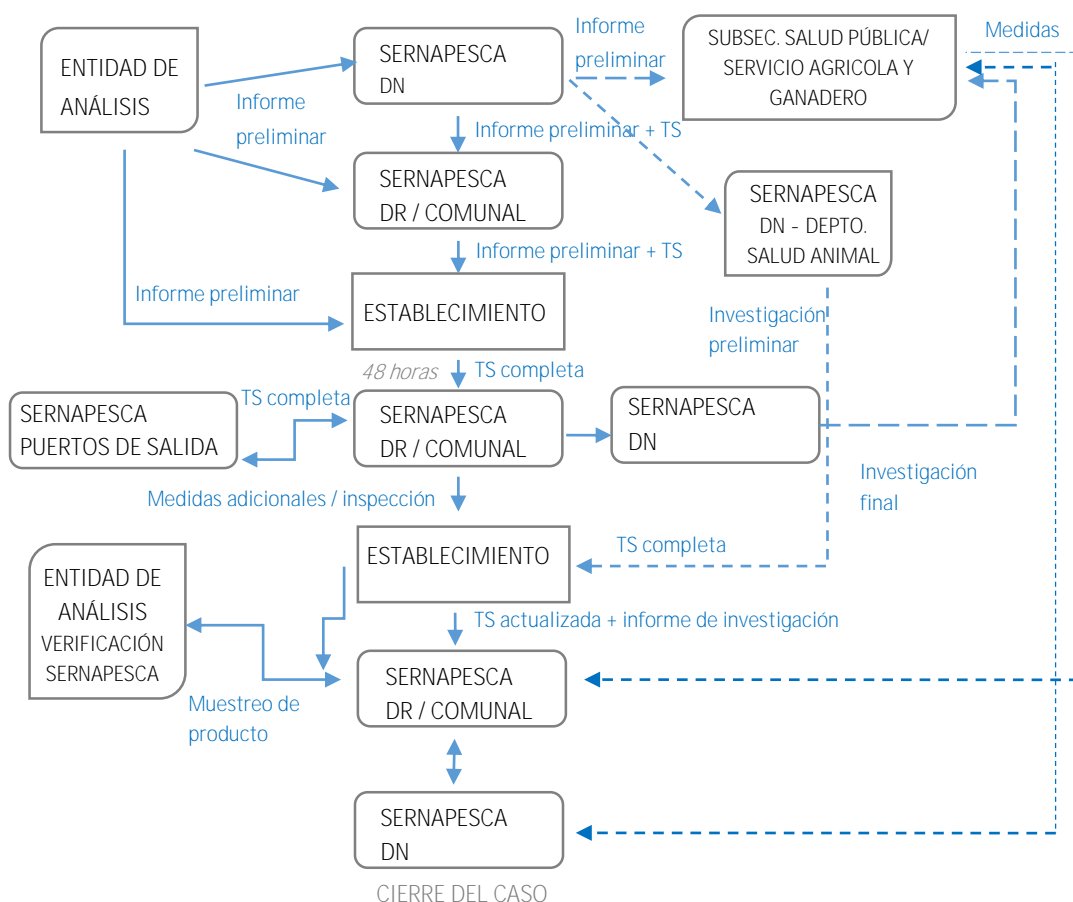 ENTIDAD DE
ANÁLISIS
SERNAPESCA
DN
Informe
preliminar
SUBSEC. SALUD PÚBLICA/
SERVICIO AGRICOLA Y
GANADERO
Medidas
Informe
preliminar
Informe preliminar + TS
SERNAPESCA
DR / COMUNAL
SERNAPESCA
DN - DEPTO.
SALUD ANIMAL
Informe preliminar + TS
Informe preliminar
ESTABLECIMIENTO
Investigación
preliminar
48 horas
TS completa
TS completa
SERNAPESCA
PUERTOS DE SALIDA
SERNAPESCA
DR / COMUNAL
SERNAPESCA
DN
Investigación
final
Medidas adicionales / inspección
ESTABLECIMIENTO
TS completa
ENTIDAD DE
ANÁLISIS
VERIFICACIÓN
SERNAPESCA
TS actualizada + informe de investigación
SERNAPESCA
DR / COMUNAL
Muestreo de
producto
SERNAPESCA
DN
CIERRE DEL CASO